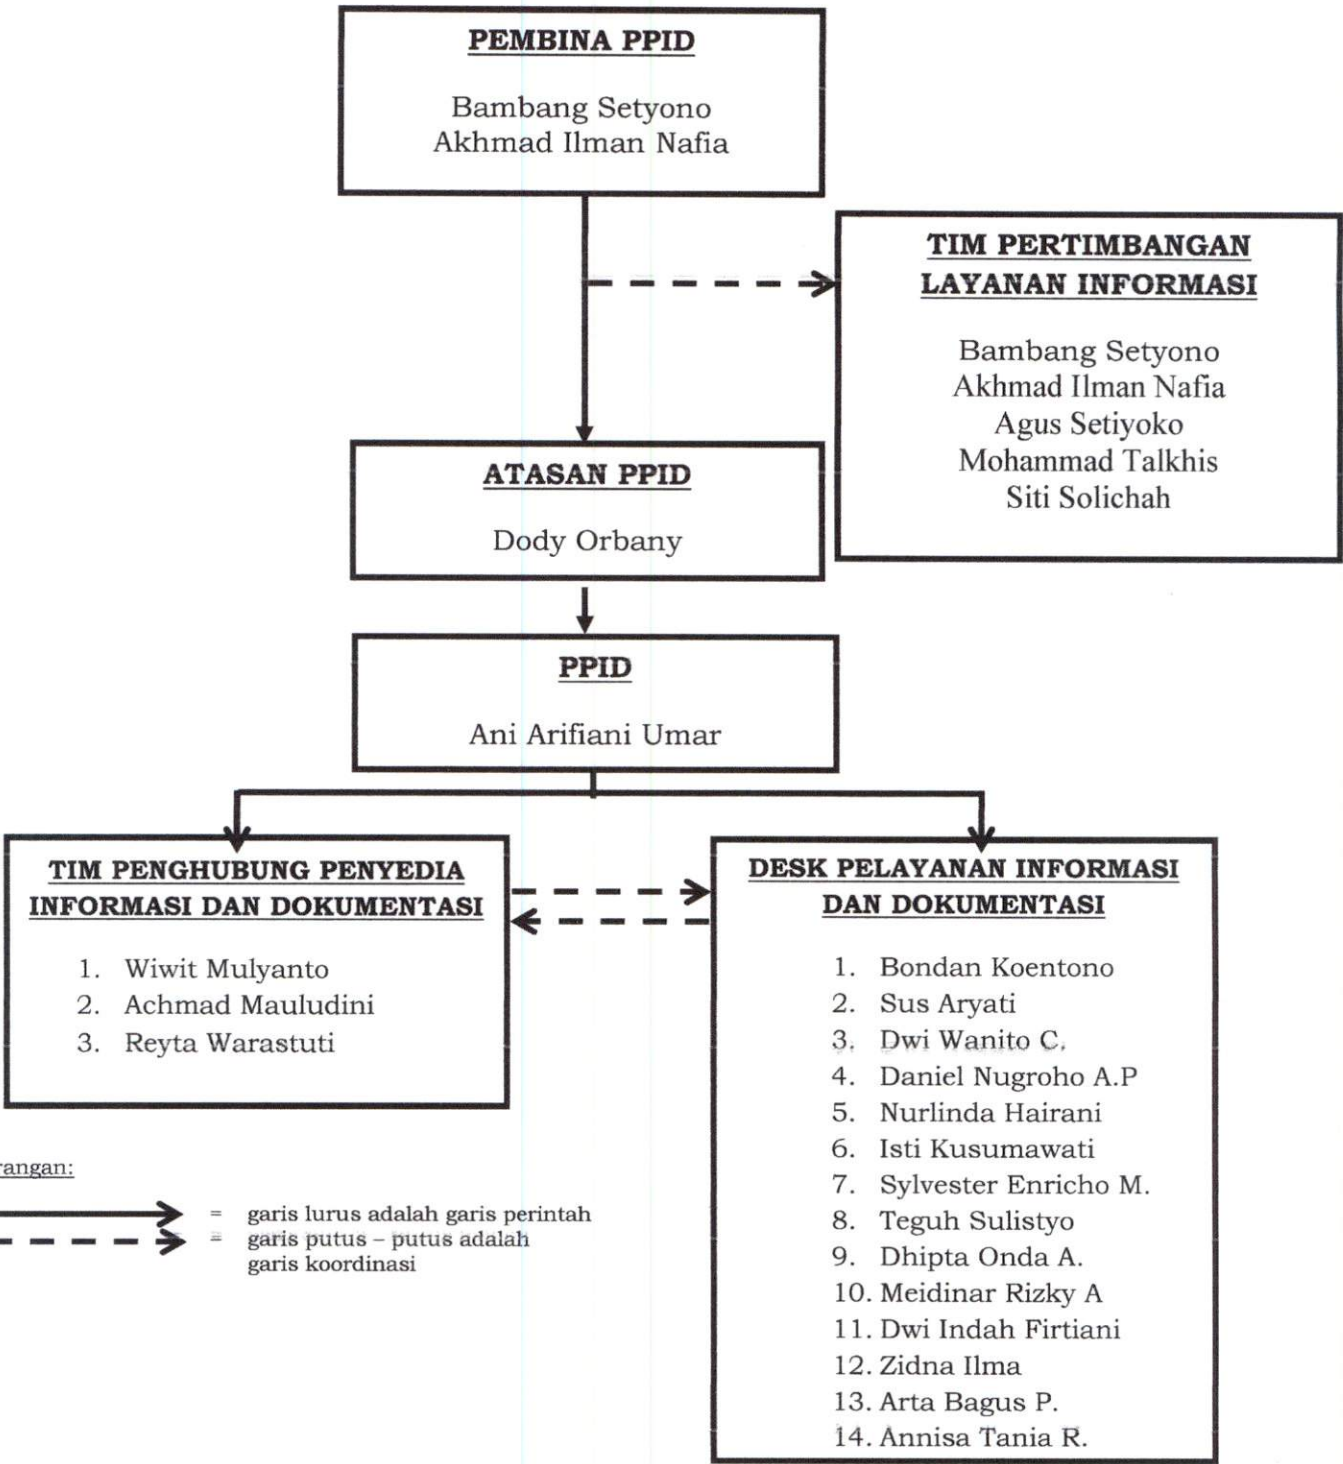 PEMBINA PPID
Bambang Setyono
Akhmad Ilman Nafia
TIM PERTIMBANGAN
LAYANAN INFORMASI
Bambang Setyono
Akhmad Ilman Nafia
Agus Setiyoko
Mohammad Talkhis
Siti Solichah
ATASAN PPID
Dody Orbany
PPID
Ani Arifiani Umar
TIM PENGHUBUNG PENYEDIA
INFORMASI DAN DOKUMENTASI
1. Wiwit Mulyanto
2. Achmad Mauludini
3. Reyta Warastuti
DESK PELAYANAN INFORMASI
DAN DOKUMENTASI
1. Bondan Koentono
2. Sus Aryati
3. Dwi Wanito C.
4. Daniel Nugroho A.P
5. Nurlinda Hairani
6. Isti Kusumawati
7. Sylvester Enricho M.
8. Teguh Sulistyo
9. Dhipta Onda A.
10. Meidinar Rizky A
11. Dwi Indah Firtiani
12. Zidna Ilma
13. Arta Bagus P.
14. Annisa Tania R.
rangan:
= garis lurus adalah garis perintah
= garis putus – putus adalah
garis koordinasi